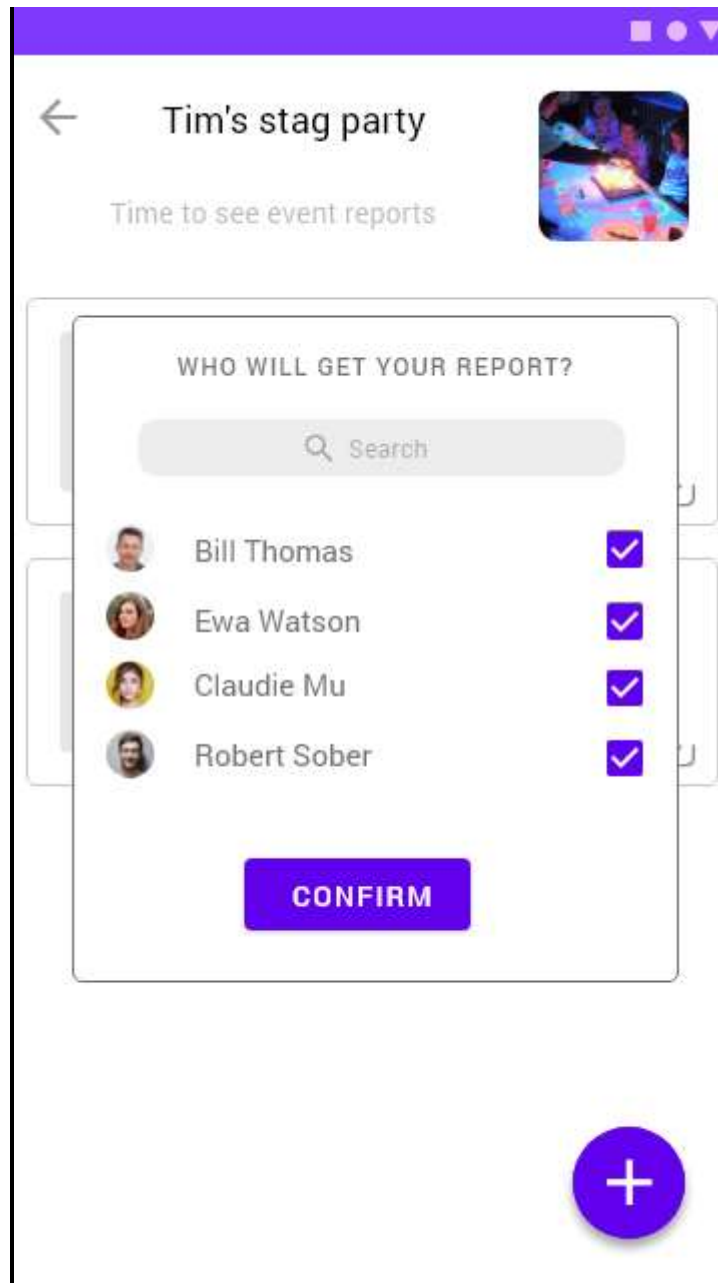 Tim's stag party
Time to see event reports
WHO WILL GET YOUR REPORT?
Search
Bill Thomas
Ewa Watson
Claudie Mu
Robert Sober
CONFIRM